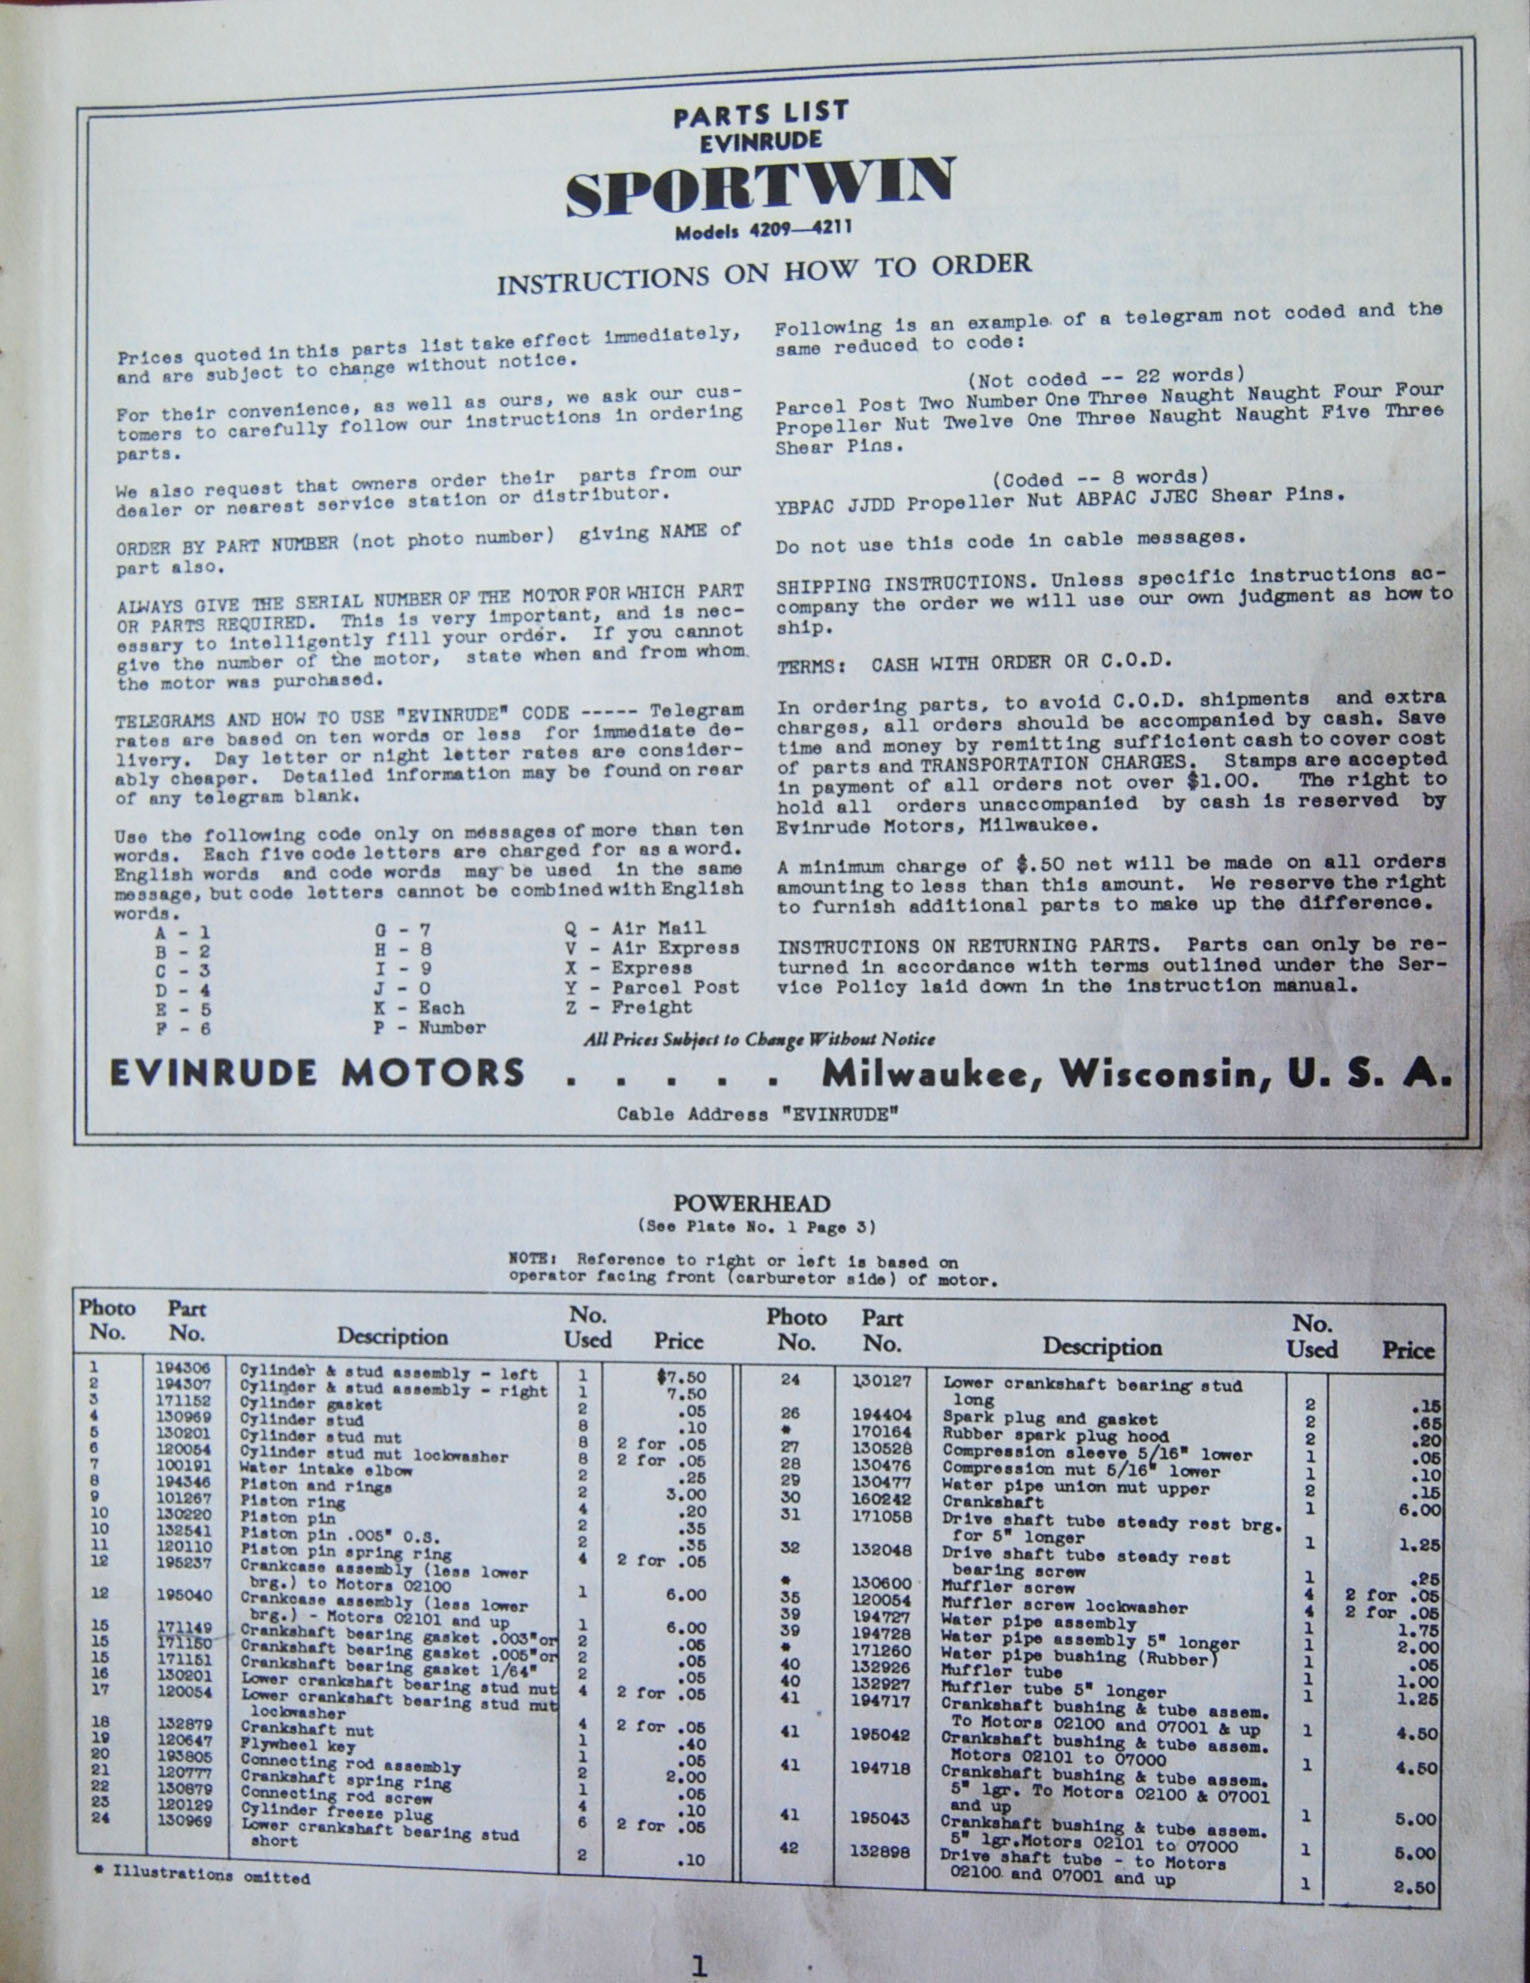 PARTS LIST
EVINRUDE
SPORTWIN
Models 4209—4211
INSTRUCTIONS ON HOW TO ORDER
Prices quoted in this parts list take effect immediately,
and are subject to change without notice.
For their convenience, as well as ours, we ask our cus-
tomers to carefully follow our instructions in ordering
parts.
We also request that owners order their parts from our
dealer or nearest service station or distributor.
ORDER BY PART NUMBER (not photo number) giving NAME of
part also.
ALWAYS GIVE THE SERIAL NUMBER OF THE MOTOR FOR WHICH PART
OR PARTS REQUIRED. This is very important, and is nec-
essary to intelligently fill your order. If you cannot
give the number of the motor, state when and from whom
the motor was purchased.
TELEGRAMS AND HOW TO USE "EVINRUDE" CODE ----- Telegram
rates are based on ten words or less for immediate de-
livery. Day letter or night letter rates are consider-
ably cheaper. Detailed information may be found on rear
of any telegram blank.
Use the following code only on messages of more than ten
words. Each five code letters are charged for as a word.
English words and code words may be used in the same
message, but code letters cannot be combined with English
words.
A - 1 G - 7 Q - Air Mail
B - 2 H - 8 V - Air Express
C - 3 I - 9 X - Express
D - 4 J - 0 Y - Parcel Post
E - 5 K - Each Z - Freight
F - 6 P - Number
Following is an example of a telegram not coded and the
same reduced to code:
(Not coded -- 22 words)
Parcel Post Two Number One Three Naught Naught Four Four
Propeller Nut Twelve One Three Naught Naught Five Three
Shear Pins.
(Coded -- 8 words)
YBPAC JJDD Propeller Nut ABPAC JJEC Shear Pins.
Do not use this code in cable messages.
SHIPPING INSTRUCTIONS. Unless specific instructions ac-
company the order we will use our own judgment as how to
ship.
TERMS: CASH WITH ORDER OR C.O.D.
In ordering parts, to avoid C.O.D. shipments and extra
charges, all orders should be accompanied by cash. Save
time and money by remitting sufficient cash to cover cost
of parts and TRANSPORTATION CHARGES. Stamps are accepted
in payment of all orders not over $1.00. The right to
hold all orders unaccompanied by cash is reserved by
Evinrude Motors, Milwaukee.
A minimum charge of $.50 net will be made on all orders
amounting to less than this amount. We reserve the right
to furnish additional parts to make up the difference.
INSTRUCTIONS ON RETURNING PARTS. Parts can only be re-
turned in accordance with terms outlined under the Ser-
vice Policy laid down in the instruction manual.
All Prices Subject to Change Without Notice
EVINRUDE MOTORS . . . . . Milwaukee, Wisconsin, U. S. A.
Cable Address "EVINRUDE"
POWERHEAD
(See Plate No. 1 Page 3)
NOTE: Reference to right or left is based on
operator facing front (carburetor side) of motor.
Photo No. Part No. Description No. Used Price
1 194306 Cylinder & stud assembly - left 1 $7.50
2 194307 Cylinder & stud assembly - right 1 7.50
3 171152 Cylinder gasket 2 .05
4 130969 Cylinder stud 8 .10
5 130201 Cylinder stud nut 8 2 for .05
6 120054 Cylinder stud nut lockwasher 8 2 for .05
7 100191 Water intake elbow 2 .25
8 194346 Piston and rings 2 3.00
9 101267 Piston ring 4 .20
10 130220 Piston pin 2 .35
10 132541 Piston pin .005" O.S. 2 .35
11 120110 Piston pin spring ring 4 2 for .05
12 195237 Crankcase assembly (less lower
brg.) to Motors 02100 1 6.00
12 195040 Crankcase assembly (less lower
brg.) - Motors 02101 and up 1 6.00
15 171149 Crankshaft bearing gasket .003" or 2 .05
15 171150 Crankshaft bearing gasket .005" or 2 .05
15 171151 Crankshaft bearing gasket 1/64" 2 .05
16 130201 Lower crankshaft bearing stud nut 4 2 for .05
17 120054 Lower crankshaft bearing stud nut
lockwasher 4 2 for .05
18 132879 Crankshaft nut 1 .40
19 120647 Flywheel key 1 .05
20 193805 Connecting rod assembly 2 2.00
21 120777 Crankshaft spring ring 1 .05
22 130879 Connecting rod screw 4 .10
23 120129 Cylinder freeze plug 6 2 for .05
24 130969 Lower crankshaft bearing stud
short 2 .10
Photo No. Part No. Description No. Used Price
24 130127 Lower crankshaft bearing stud
long 2 .15
26 194404 Spark plug and gasket 2 .65
* 170164 Rubber spark plug hood 2 .20
27 130528 Compression sleeve 5/16" lower 1 .05
28 130476 Compression nut 5/16" lower 1 .10
29 130477 Water pipe union nut upper 2 .15
30 160242 Crankshaft 1 6.00
31 171058 Drive shaft tube steady rest brg.
for 5" longer 1 1.25
32 132048 Drive shaft tube steady rest
bearing screw 1 .25
* 130600 Muffler screw 4 2 for .05
35 120054 Muffler screw lockwasher 4 2 for .05
39 194727 Water pipe assembly 1 1.75
39 194728 Water pipe assembly 5" longer 1 2.00
* 171260 Water pipe bushing (Rubber) 1 .05
40 132926 Muffler tube 1 1.00
40 132927 Muffler tube 5" longer 1 1.25
41 194717 Crankshaft bushing & tube assem.
To Motors 02100 and 07001 & up 1 4.50
41 195042 Crankshaft bushing & tube assem.
Motors 02101 to 07000 1 4.50
41 194718 Crankshaft bushing & tube assem.
5" lgr. To Motors 02100 & 07001
and up 1 5.00
41 195043 Crankshaft bushing & tube assem.
5" lgr. Motors 02101 to 07000 1 5.00
42 132898 Drive shaft tube - to Motors
02100 and 07001 and up 1 2.50
* Illustrations omitted
1